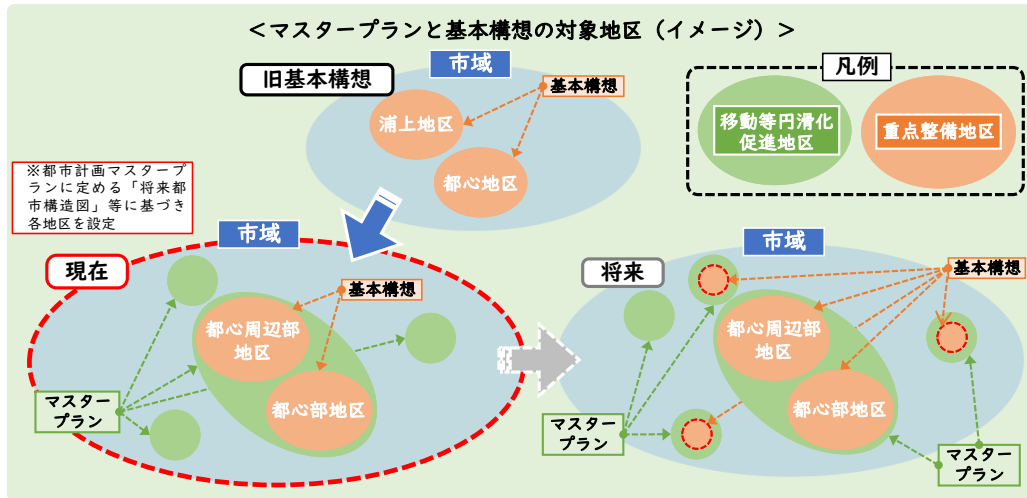 ＜マスタープランと基本構想の対象地区（イメージ）＞
旧基本構想
市域
基本構想
浦上地区
都心地区
凡例
移動等円滑化
促進地区
重点整備地区
※都市計画マスタープ
ランに定める「将来都
市構造図」等に基づき
各地区を設定
現在
市域
基本構想
都心周辺部
地区
都心部地区
マスター
プラン
将来
市域
基本構想
都心周辺部
地区
都心部地区
マスター
プラン
マスター
プラン